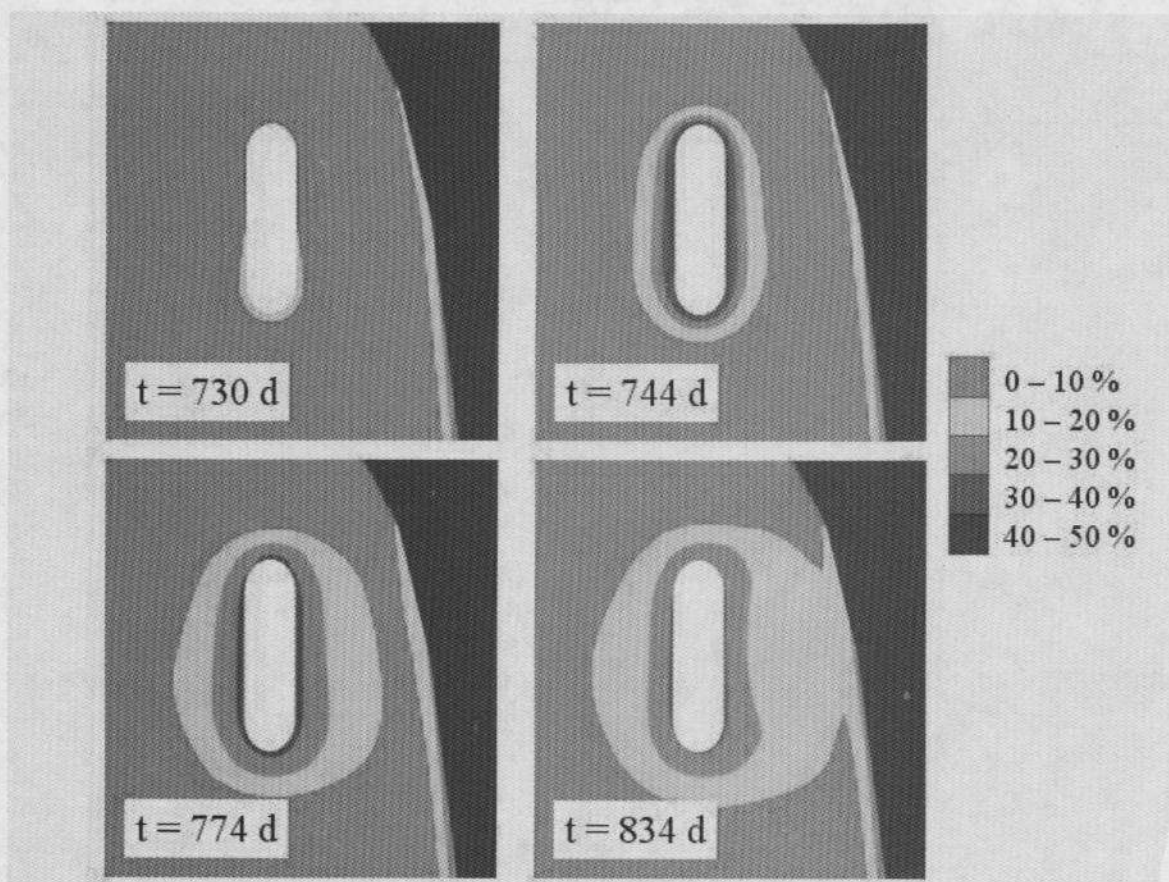 t = 730 d
t = 744 d
0 – 10 %
10 – 20 %
20 – 30 %
30 – 40 %
40 – 50 %
t = 774 d
t = 834 d